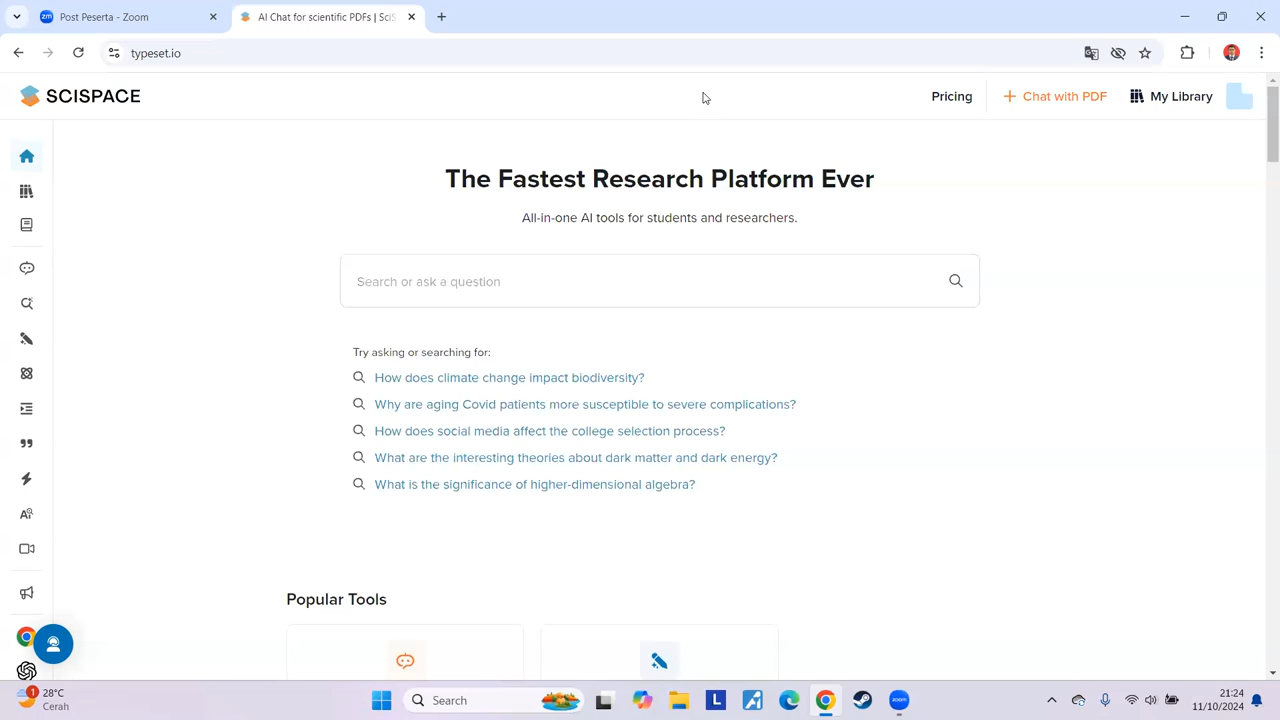 Post Peserta - Zoom
AI Chat for scientific PDFs | SciS
typeset.io
SCISPACE
Pricing
Chat with PDF
My Library
The Fastest Research Platform Ever
All-in-one AI tools for students and researchers.
Search or ask a question
Try asking or searching for:
How does climate change impact biodiversity?
Why are aging Covid patients more susceptible to severe complications?
How does social media affect the college selection process?
What are the interesting theories about dark matter and dark energy?
What is the significance of higher-dimensional algebra?
Popular Tools
1
28°C
Cerah
Search
L
zoom
21:24
11/10/2024